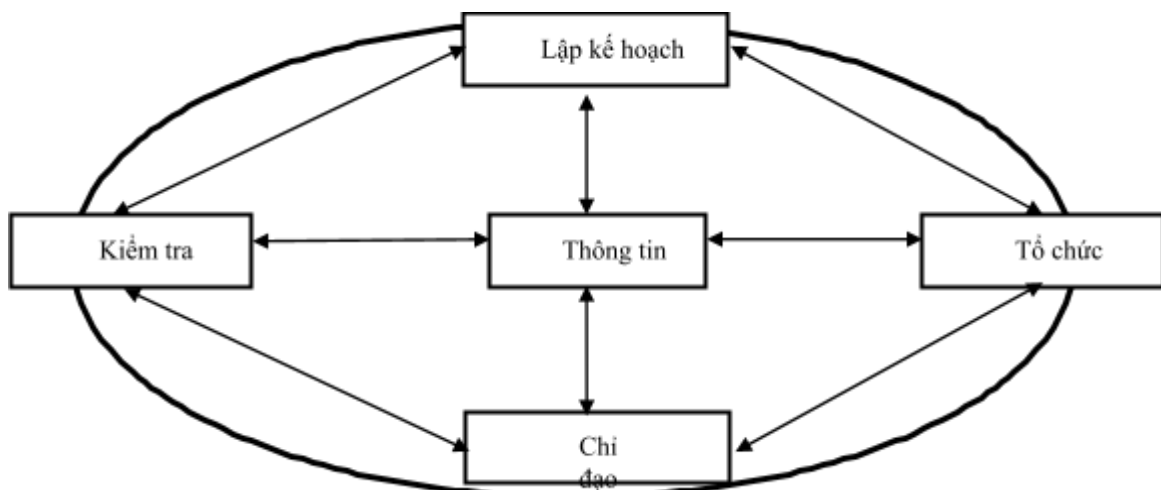 Lập kế hoạch
Kiểm tra
Thông tin
Tổ chức
Chỉ
đạo